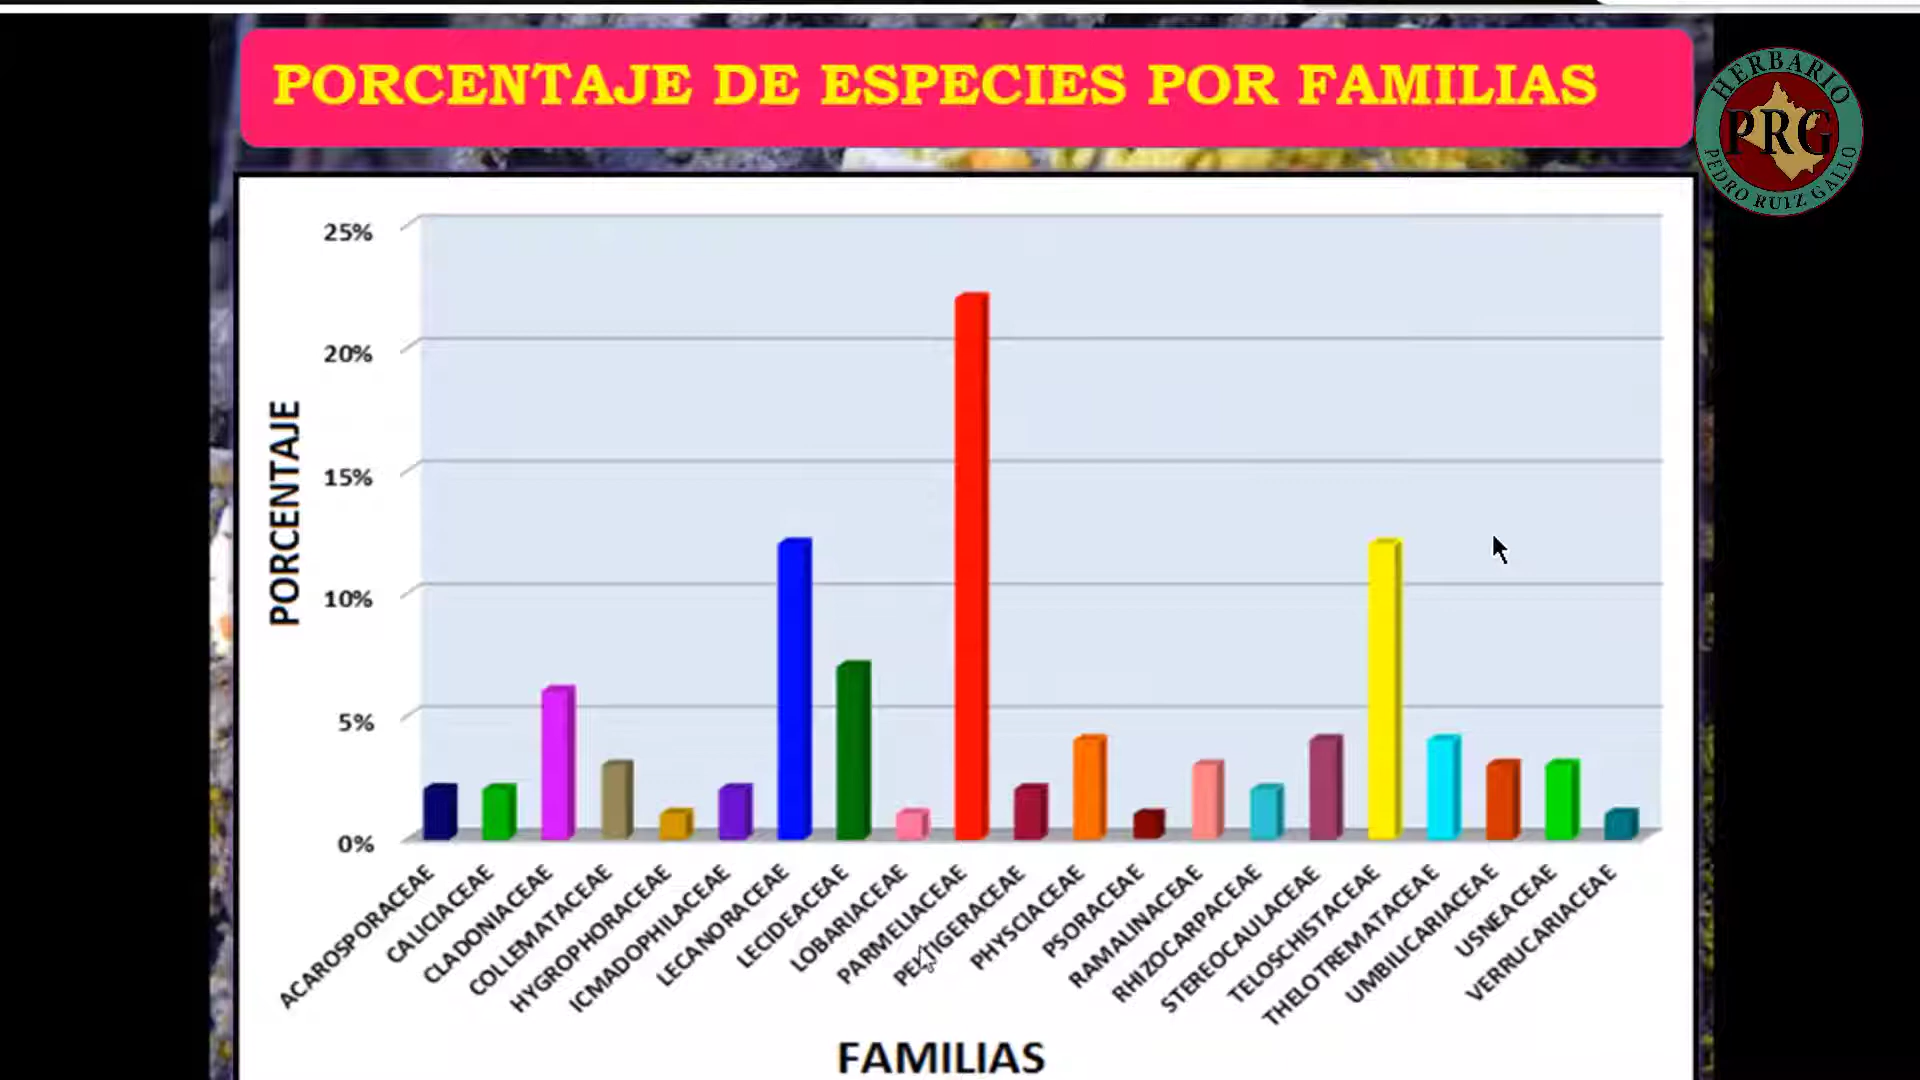 PORCENTAJE DE ESPECIES POR FAMILIAS
HERBARIO
PRG
PEDRO RUIZ GALLO
25%
20%
15%
10%
5%
0%
PORCENTAJE
ACAROSPORACEAE
CALICIACEAE
CLADONIACEAE
COLLEMATACEAE
HYGROPHORACEAE
ICMADOPHILACEAE
LECANORACEAE
LECIDEACEAE
LOBARIACEAE
PARMELIACEAE
PELTIGERACEAE
PHYSCIACEAE
PSORACEAE
RAMALINACEAE
RHIZOCARPACEAE
STEREOCAULACEAE
TELOSCHISTACEAE
THELOTREMATACEAE
UMBILICARIACEAE
USNEACEAE
VERRUCARIACEAE
FAMILIAS